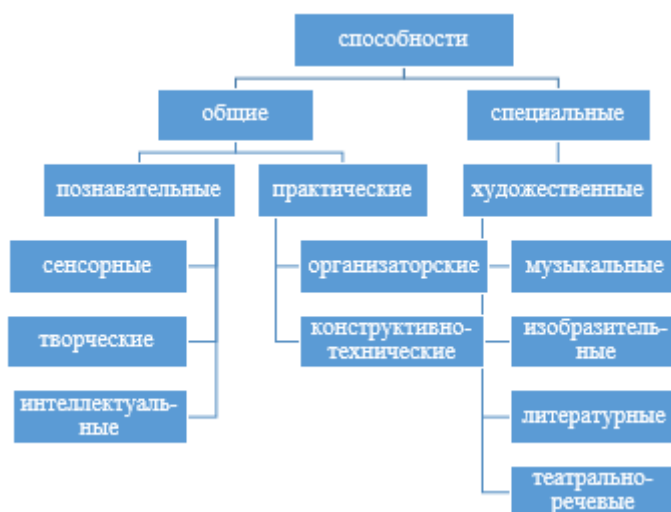 способности
общие
специальные
познавательные
практические
художественные
сенсорные
организаторские
музыкальные
творческие
конструктивно-
технические
изобразитель-
ные
интеллектуаль-
ные
литературные
театрально-
речевые